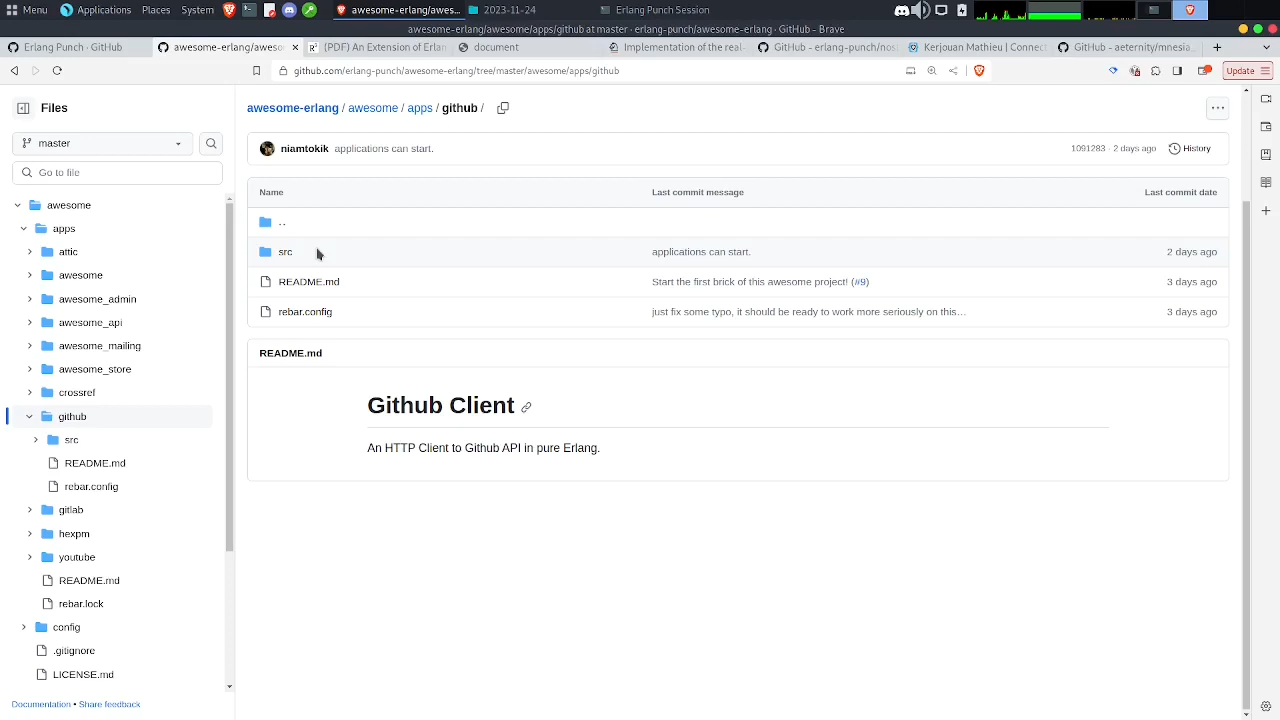 Menu Applications Places System awesome-erlang/awes... 2023-11-24 Erlang Punch Session
awesome-erlang/awesome/apps/github at master · erlang-punch/awesome-erlang · GitHub - Brave
Erlang Punch · GitHub awesome-erlang/aweso × (PDF) An Extension of Erlan document Implementation of the real- GitHub - erlang-punch/nos Kerjouan Mathieu | Connect GitHub - aeternity/mnesia_
github.com/erlang-punch/awesome-erlang/tree/master/awesome/apps/github Update
Files
awesome-erlang / awesome / apps / github /
master
niamtokik applications can start. 1091283 · 2 days ago History
Go to file
Name Last commit message Last commit date
awesome
..
apps
src applications can start. 2 days ago
attic
awesome
README.md Start the first brick of this awesome project! (#9) 3 days ago
awesome_admin
rebar.config just fix some typo, it should be ready to work more seriously on this… 3 days ago
awesome_api
awesome_mailing
README.md
awesome_store
crossref
Github Client
github
src
An HTTP Client to Github API in pure Erlang.
README.md
rebar.config
gitlab
hexpm
youtube
README.md
rebar.lock
config
.gitignore
LICENSE.md
Documentation • Share feedback